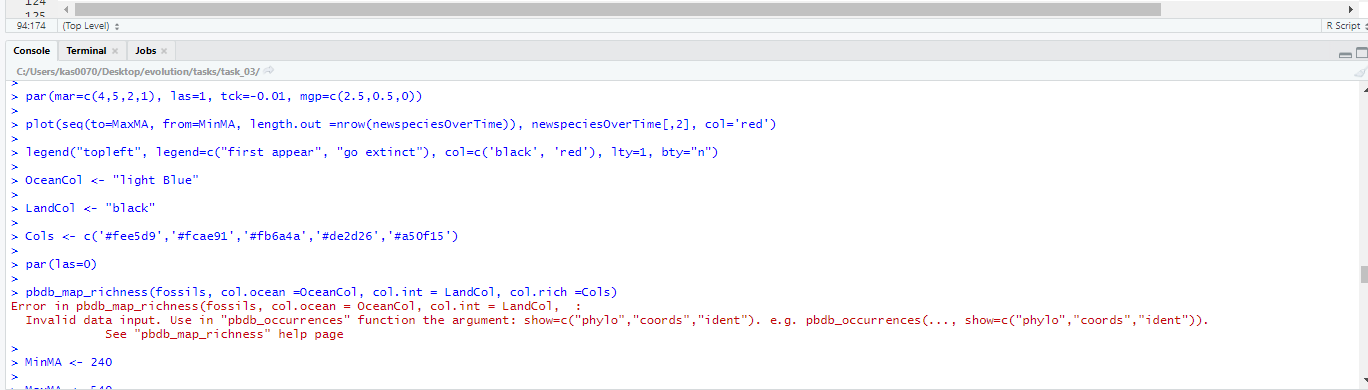 125
94:174 (Top Level) R Script
Console Terminal Jobs
C:/Users/kas0070/Desktop/evolution/tasks/task_03/
>
> par(mar=c(4,5,2,1), las=1, tck=-0.01, mgp=c(2.5,0.5,0))
>
> plot(seq(to=MaxMA, from=MinMA, length.out =nrow(newspeciesOverTime)), newspeciesOverTime[,2], col='red')
>
> legend("topleft", legend=c("first appear", "go extinct"), col=c('black', 'red'), lty=1, bty="n")
>
> OceanCol <- "light Blue"
>
> LandCol <- "black"
>
> Cols <- c('#fee5d9','#fcae91','#fb6a4a','#de2d26','#a50f15')
>
> par(las=0)
>
> pbdb_map_richness(fossils, col.ocean =OceanCol, col.int = LandCol, col.rich =Cols)
Error in pbdb_map_richness(fossils, col.ocean = OceanCol, col.int = LandCol, :
Invalid data input. Use in "pbdb_occurrences" function the argument: show=c("phylo","coords","ident"). e.g. pbdb_occurrences(..., show=c("phylo","coords","ident")).
See "pbdb_map_richness" help page
>
> MinMA <- 240
>
> MaxMA <- 540